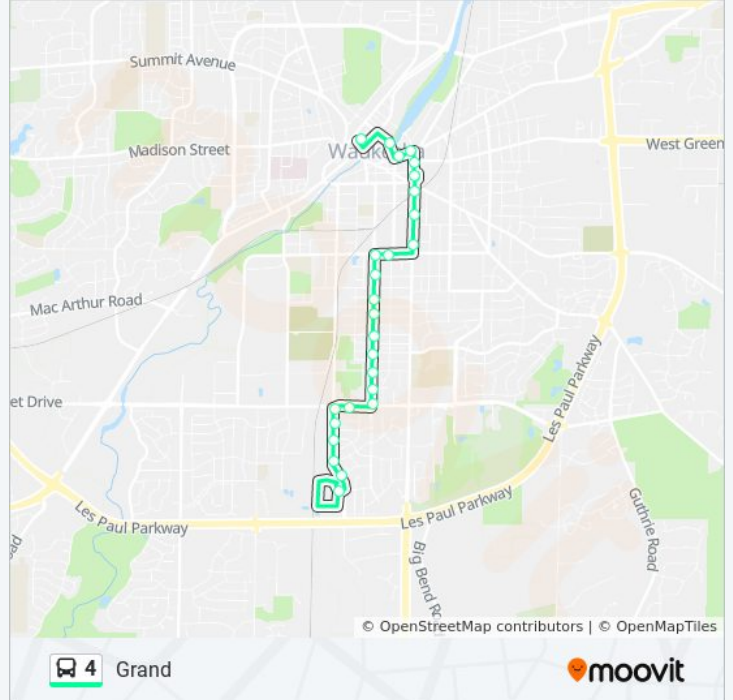 Summit Avenue
Madison Street
West Green
Mac Arthur Road
et Drive
Les Paul Parkway
Les Paul Parkway
Les Paul Parkway
Guthrie Road
Big Bend Ro
© OpenStreetMap contributors | © OpenMapTiles
4 Grand
moovit